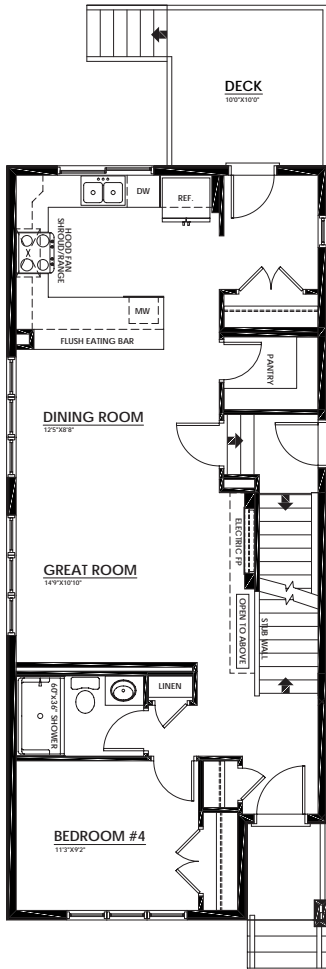 DECK
10'0"X10'0"
DW
REF.
HOOD FAN
SHROUD/RANGE
MW
FLUSH EATING BAR
PANTRY
DINING ROOM
12'5"X8'8"
ELECTRIC FP
GREAT ROOM
14'9"X10'10"
OPEN TO ABOVE
STUB WALL
60"X36" SHOWER
LINEN
BEDROOM #4
11'3"X9'2"